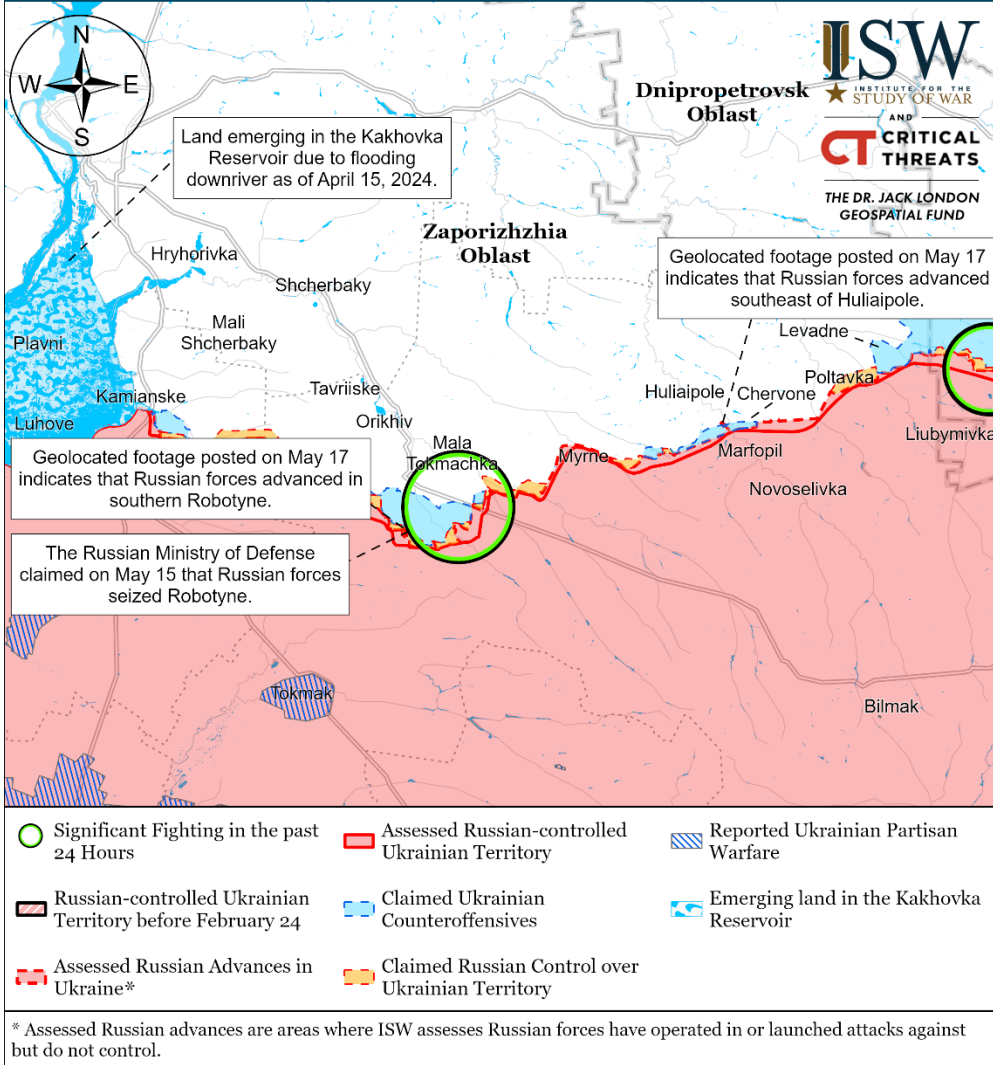 N
W
E
S
ISW
INSTITUTE FOR THE
STUDY OF WAR
AND
CT CRITICAL
THREATS
THE DR. JACK LONDON
GEOSPATIAL FUND
Dnipropetrovsk
Oblast
Land emerging in the Kakhovka
Reservoir due to flooding
downriver as of April 15, 2024.
Zaporizhzhia
Oblast
Hryhorivka
Shcherbaky
Geolocated footage posted on May 17
indicates that Russian forces advanced
southeast of Huliaipole.
Plavni
Mali
Shcherbaky
Levadne
Kamianske
Tavriiske
Huliaipole
Chervone
Poltavka
Luhove
Orikhiv
Liubymivka
Mala
Tokmachka
Myrne
Marfopil
Novoselivka
Geolocated footage posted on May 17
indicates that Russian forces advanced in
southern Robotyne.
The Russian Ministry of Defense
claimed on May 15 that Russian forces
seized Robotyne.
Tokmak
Bilmak
Significant Fighting in the past
24 Hours
Assessed Russian-controlled
Ukrainian Territory
Reported Ukrainian Partisan
Warfare
Russian-controlled Ukrainian
Territory before February 24
Claimed Ukrainian
Counteroffensives
Emerging land in the Kakhovka
Reservoir
Assessed Russian Advances in
Ukraine*
Claimed Russian Control over
Ukrainian Territory
* Assessed Russian advances are areas where ISW assesses Russian forces have operated in or launched attacks against
but do not control.